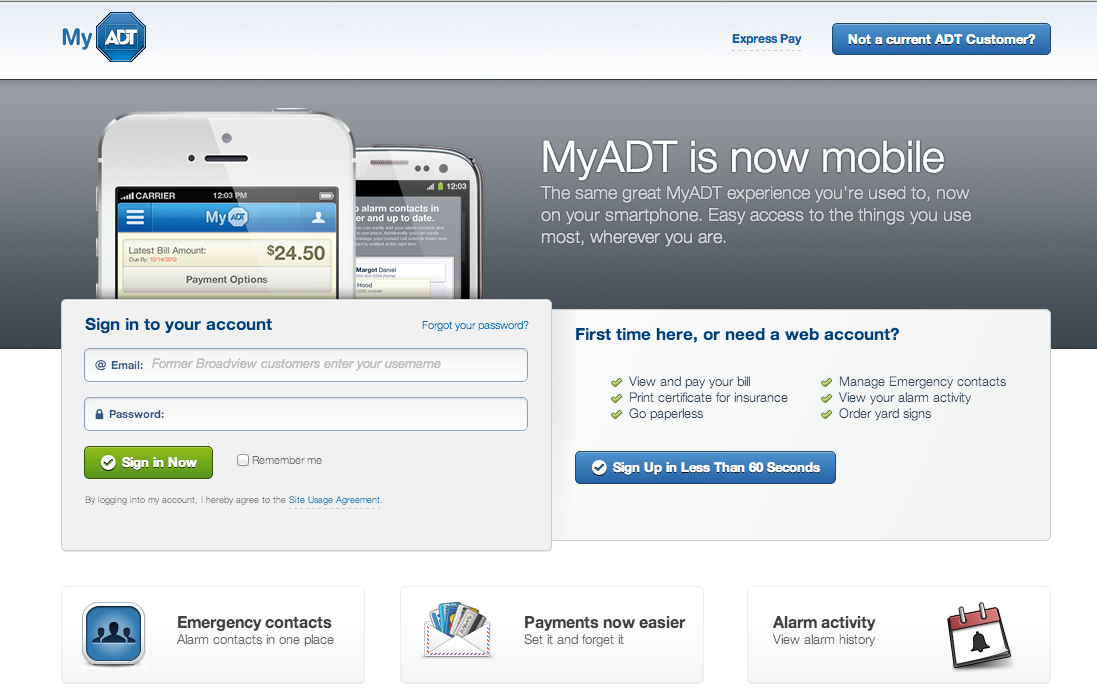 My ADT
Express Pay
Not a current ADT Customer?
CARRIER 12:03 PM
My ADT
Latest Bill Amount: $24.50
Due By: 10/14/2012
Payment Options
12:03
o alarm contacts in
er and up to date.
Margot Daniel
Hood
MyADT is now mobile
The same great MyADT experience you're used to, now
on your smartphone. Easy access to the things you use
most, wherever you are.
Sign in to your account
Forgot your password?
@ Email: Former Broadview customers enter your username
Password:
Sign in Now
Remember me
By logging into my account, I hereby agree to the Site Usage Agreement.
First time here, or need a web account?
View and pay your bill
Print certificate for insurance
Go paperless
Manage Emergency contacts
View your alarm activity
Order yard signs
Sign Up in Less Than 60 Seconds
Emergency contacts
Alarm contacts in one place
Payments now easier
Set it and forget it
Alarm activity
View alarm history